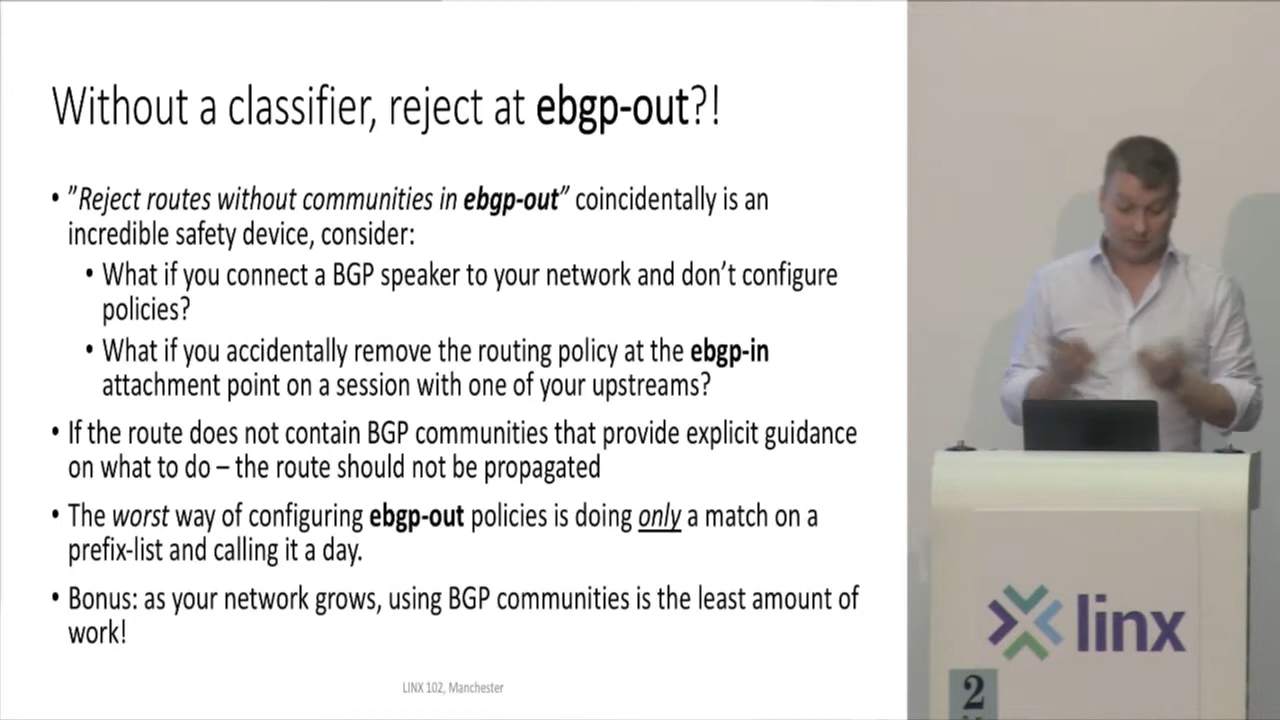 Without a classifier, reject at ebgp-out?!
• ”Reject routes without communities in ebgp-out” coincidentally is an
incredible safety device, consider:
• What if you connect a BGP speaker to your network and don’t configure
policies?
• What if you accidentally remove the routing policy at the ebgp-in
attachment point on a session with one of your upstreams?
• If the route does not contain BGP communities that provide explicit guidance
on what to do – the route should not be propagated
• The worst way of configuring ebgp-out policies is doing only a match on a
prefix-list and calling it a day.
• Bonus: as your network grows, using BGP communities is the least amount of
work!
LINX 102, Manchester
linx
2